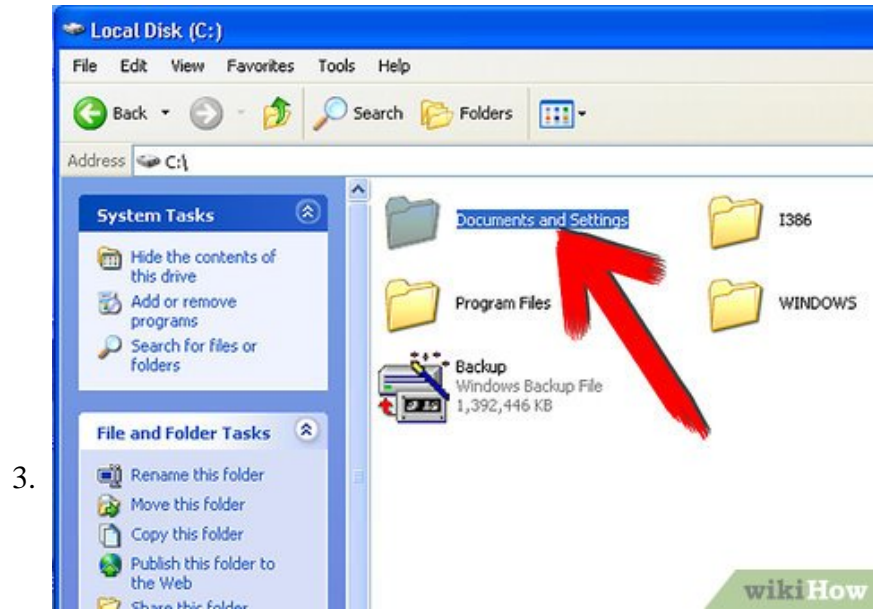 Local Disk (C:)
File Edit View Favorites Tools Help
Back Search Folders
Address C:\
System Tasks
Hide the contents of
this drive
Add or remove
programs
Search for files or
folders
File and Folder Tasks
Rename this folder
Move this folder
Copy this folder
Publish this folder to
the Web
Share this folder
Documents and Settings
I386
Program Files
WINDOWS
Backup
Windows Backup File
1,392,446 KB
3.
wikiHow